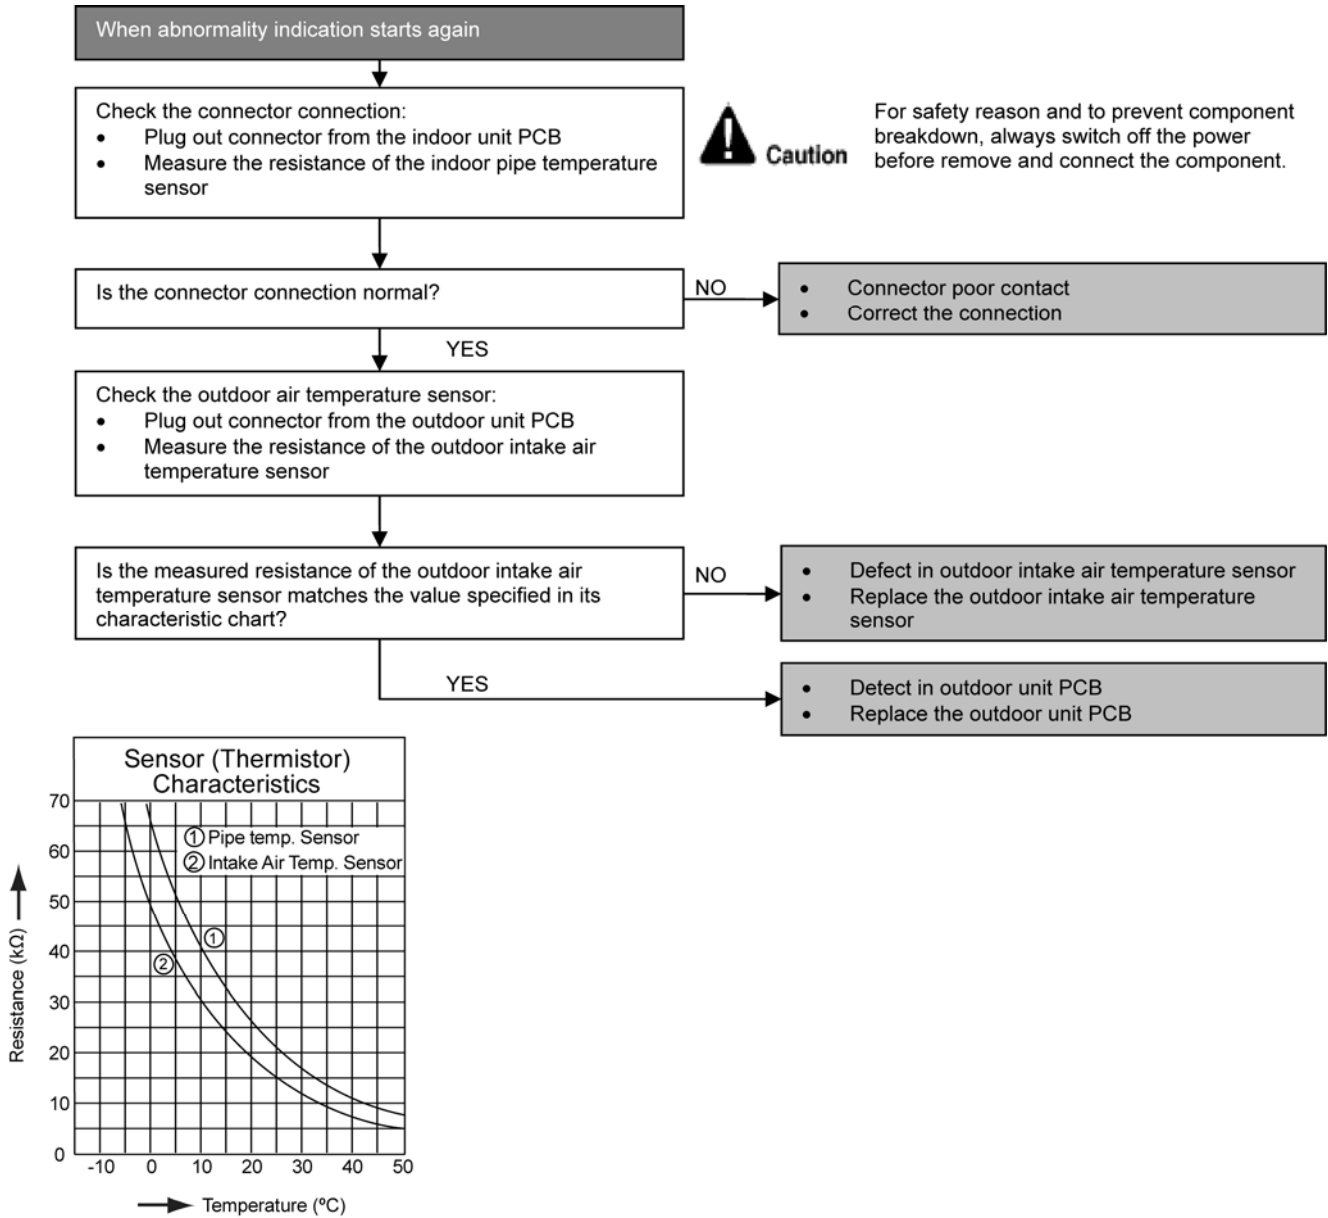 When abnormality indication starts again
Check the connector connection:
• Plug out connector from the indoor unit PCB
• Measure the resistance of the indoor pipe temperature
sensor
Caution
For safety reason and to prevent component
breakdown, always switch off the power
before remove and connect the component.
Is the connector connection normal?
NO
• Connector poor contact
• Correct the connection
YES
Check the outdoor air temperature sensor:
• Plug out connector from the outdoor unit PCB
• Measure the resistance of the outdoor intake air
temperature sensor
Is the measured resistance of the outdoor intake air
temperature sensor matches the value specified in its
characteristic chart?
NO
• Defect in outdoor intake air temperature sensor
• Replace the outdoor intake air temperature
sensor
YES
• Detect in outdoor unit PCB
• Replace the outdoor unit PCB
Sensor (Thermistor)
Characteristics
① Pipe temp. Sensor
② Intake Air Temp. Sensor
①
②
70
60
50
40
30
20
10
0
Resistance (kΩ)
-10 0 10 20 30 40 50
Temperature (ºC)